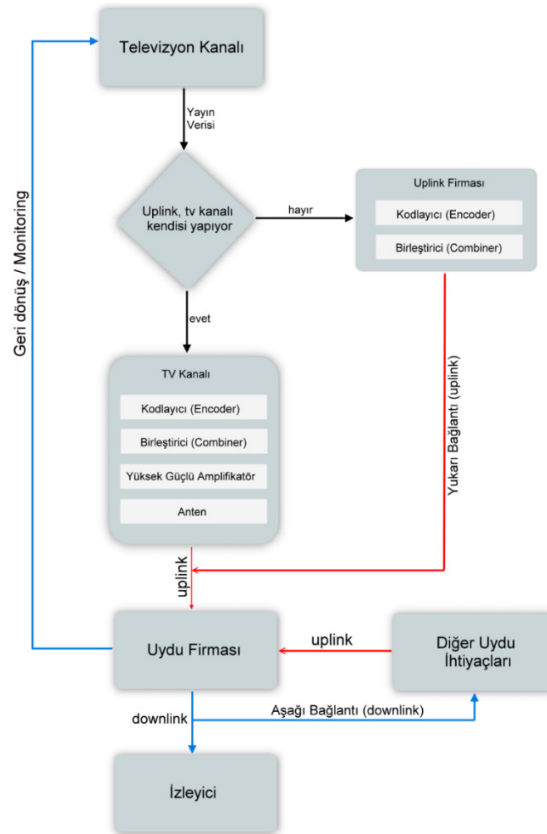 Televizyon Kanalı
Yayın
Verisi
Uplink, tv kanalı
kendisi yapıyor
hayır
Uplink Firması
Kodlayıcı (Encoder)
Birleştirici (Combiner)
evet
TV Kanalı
Kodlayıcı (Encoder)
Birleştirici (Combiner)
Yüksek Güçlü Amplifikatör
Anten
Geri dönüş / Monitoring
Yukarı Bağlantı (uplink)
uplink
Uydu Firması
uplink
Diğer Uydu
İhtiyaçları
downlink
Aşağı Bağlantı (downlink)
İzleyici